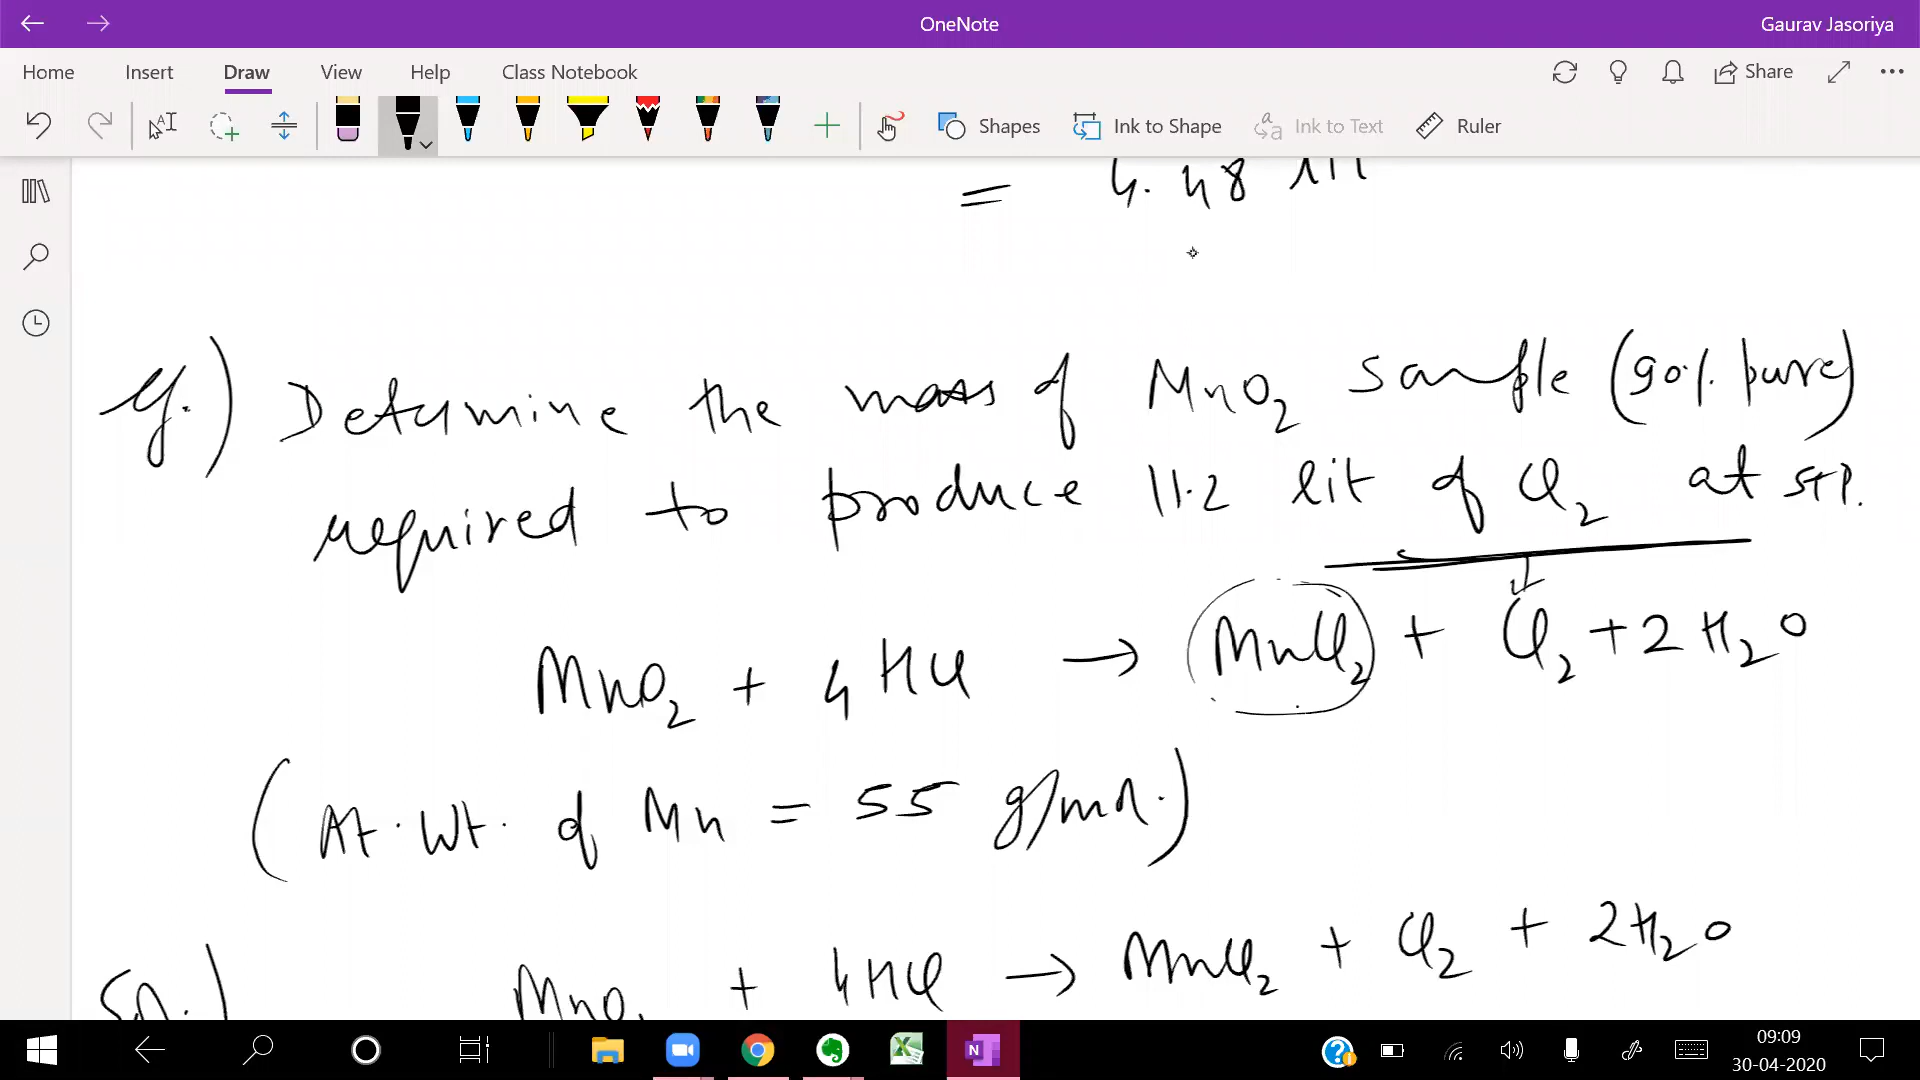 OneNote
Gaurav Jasoriya
Home Insert Draw View Help Class Notebook Share
Shapes Ink to Shape Ink to Text Ruler
= 4.48 lit
eg.) Determine the mass of MnO2 sample (90% pure)
required to produce 11.2 lit of Cl2 at STP.
MnO2 + 4HCl → MnCl2 + Cl2 + 2H2O
(At. Wt. of Mn = 55 g/mol.)
Sol.) MnO2 + 4HCl → MnCl2 + Cl2 + 2H2O
09:09
30-04-2020